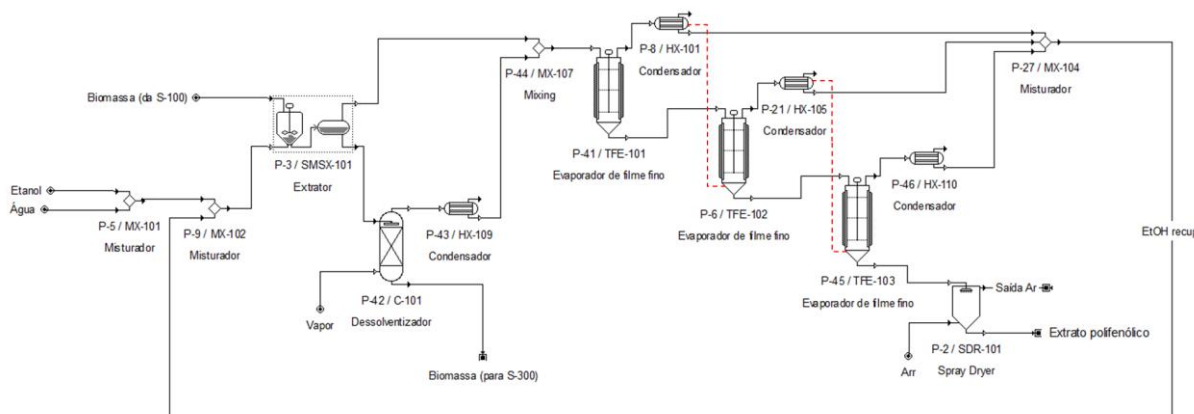 P-8 / HX-101
Condensador
P-44 / MX-107
Mixing
P-27 / MX-104
Misturador
Biomassa (da S-100)
P-21 / HX-105
Condensador
P-3 / SMSX-101
Extrator
P-41 / TFE-101
Evaporador de filme fino
P-46 / HX-110
Condensador
Etanol
Água
P-5 / MX-101
Misturador
P-9 / MX-102
Misturador
P-43 / HX-109
Condensador
P-6 / TFE-102
Evaporador de filme fino
EtOH recup
P-42 / C-101
Dessolventizador
Vapor
P-45 / TFE-103
Evaporador de filme fino
Saída Ar
Extrato polifenólico
P-2 / SDR-101
Spray Dryer
Arr
Biomassa (para S-300)